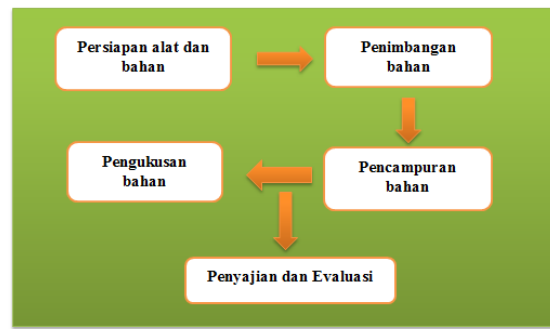 Persiapan alat dan
bahan
Penimbangan
bahan
Pencampuran
bahan
Pengukusan
bahan
Penyajian dan Evaluasi